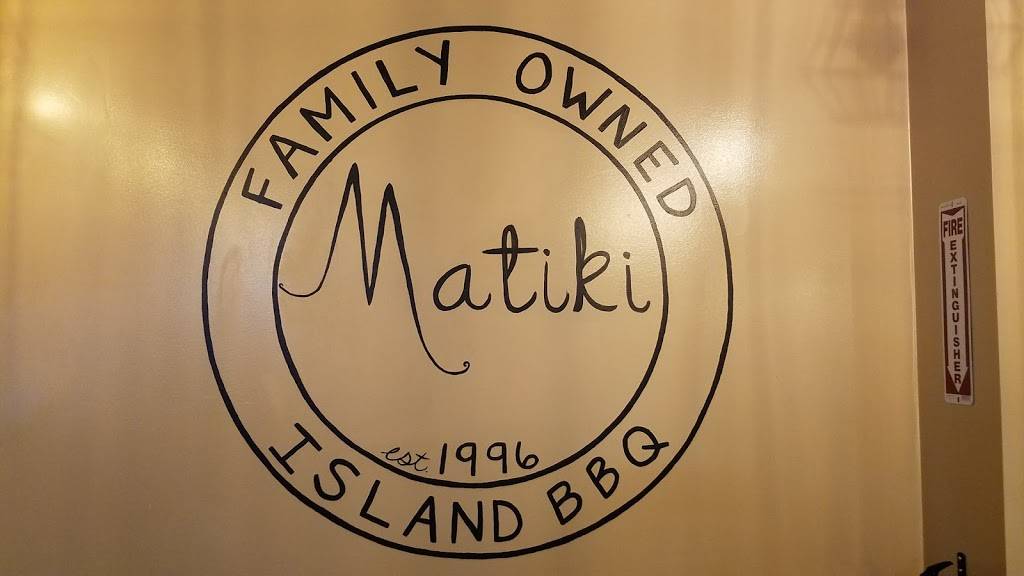 FAMILY OWNED
Matiki
est. 1996
ISLAND BBQ
FIRE
EXTINGUISHER